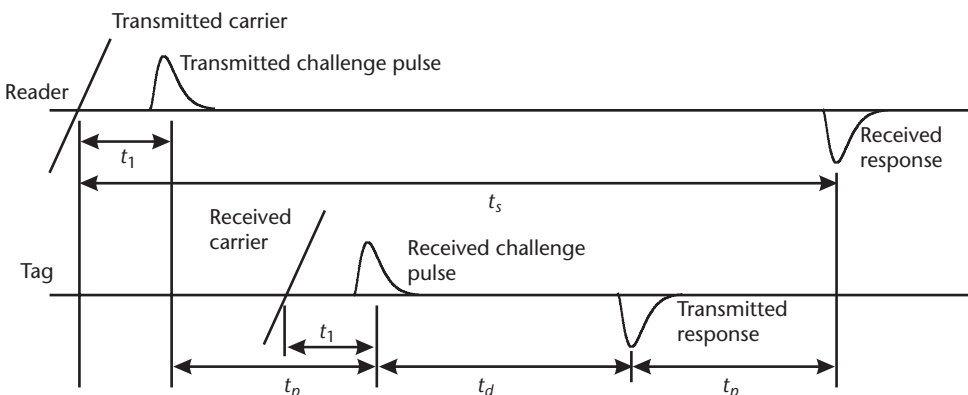 Transmitted carrier
Transmitted challenge pulse
Reader
t1
Received
response
ts
Received
carrier
Received challenge
pulse
Tag
Transmitted
response
t1
tp
td
tp